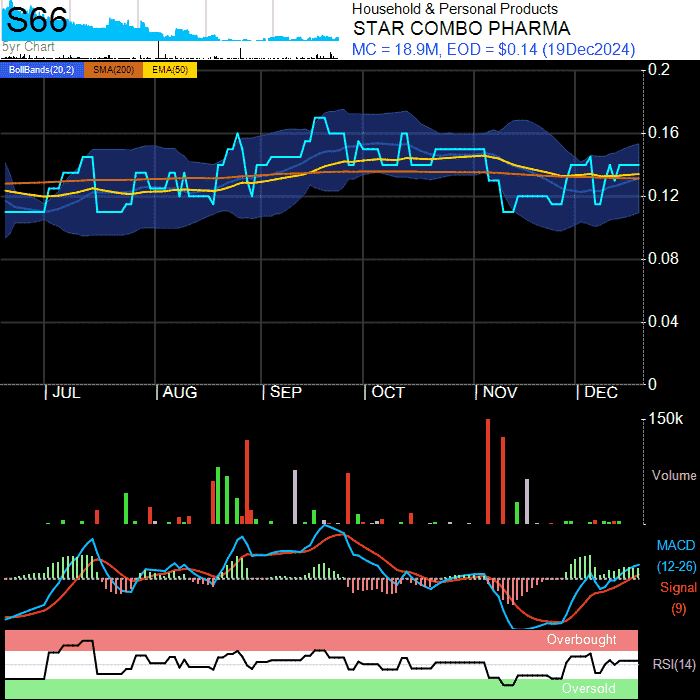 S66
5yr Chart
Household & Personal Products
STAR COMBO PHARMA
MC = 18.9M, EOD = $0.14 (19Dec2024)
BollBands(20,2) SMA(200) EMA(50)
0.2
0.16
0.12
0.08
0.04
0
JUL AUG SEP OCT NOV DEC
150k
Volume
MACD
(12-26)
Signal
(9)
Overbought
RSI(14)
Oversold